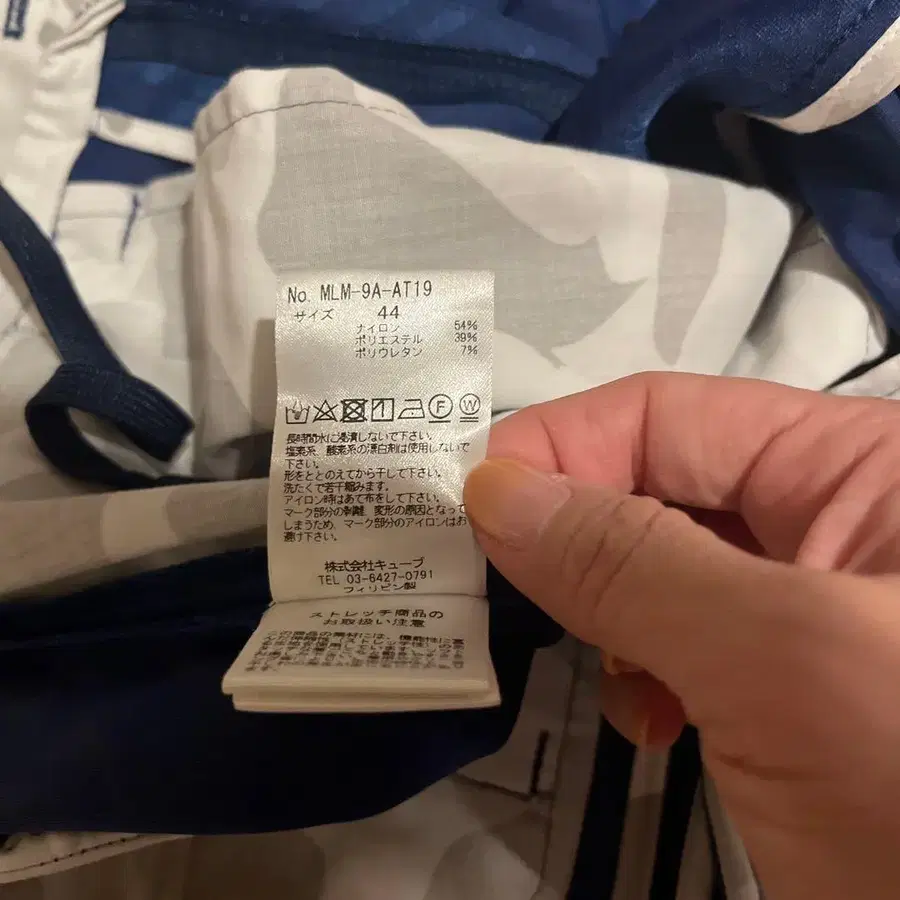 No. MLM-9A-AT19
サイズ 44
ナイロン 54%
ポリエステル 39%
ポリウレタン 7%
長時間水に浸漬しないで下さい。
塩素系、酸素系の漂白剤は使用しないで
下さい。
形をととのえてから干して下さい。
洗たくで若干縮みます。
アイロン時はあて布をして下さい。
マーク部分の剥離、変形の原因となって
しまうため、マーク部分のアイロンはお
避け下さい。
株式会社キューブ
TEL 03-6427-0791
フィリピン製
ストレッチ商品の
お取扱い注意